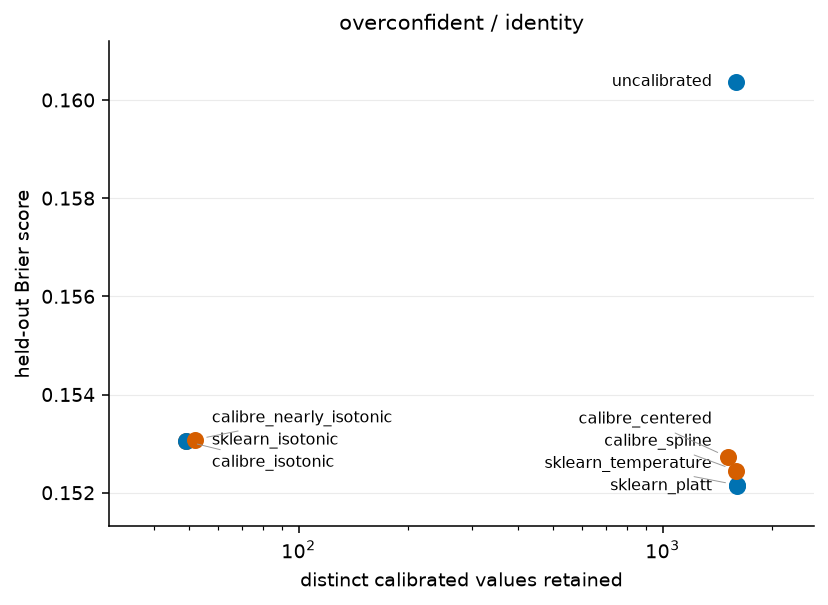 overconfident / identity
uncalibrated
0.160
0.158
0.156
0.154
0.152
held-out Brier score
calibre_nearly_isotonic
sklearn_isotonic
calibre_isotonic
calibre_centered
calibre_spline
sklearn_temperature
sklearn_platt
10²
10³
distinct calibrated values retained